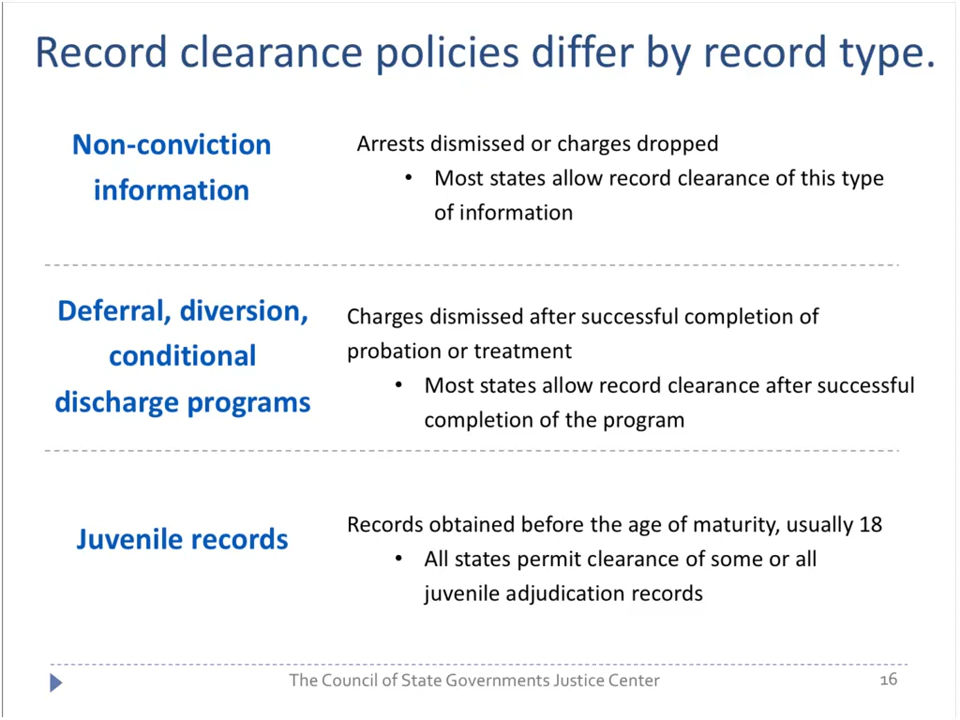 Record clearance policies differ by record type.
Non-conviction
information
Arrests dismissed or charges dropped
• Most states allow record clearance of this type
of information
Deferral, diversion,
conditional
discharge programs
Charges dismissed after successful completion of
probation or treatment
• Most states allow record clearance after successful
completion of the program
Juvenile records
Records obtained before the age of maturity, usually 18
• All states permit clearance of some or all
juvenile adjudication records
The Council of State Governments Justice Center
16